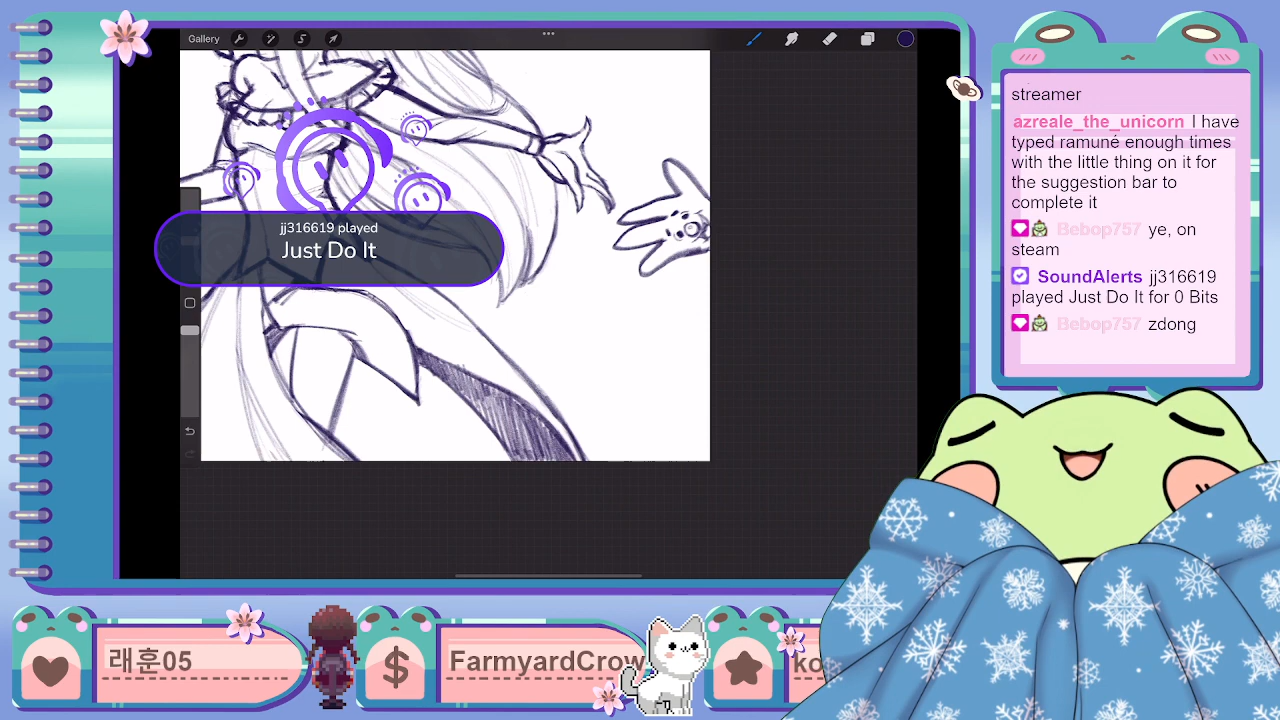 Gallery
jj316619 played
Just Do It
streamer
azreale_the_unicorn I have
typed ramuné enough times
with the little thing on it for
the suggestion bar to
complete it
Bebop757 ye, on
steam
SoundAlerts jj316619
played Just Do It for 0 Bits
Bebop757 zdong
래훈05
FarmyardCrow
ko